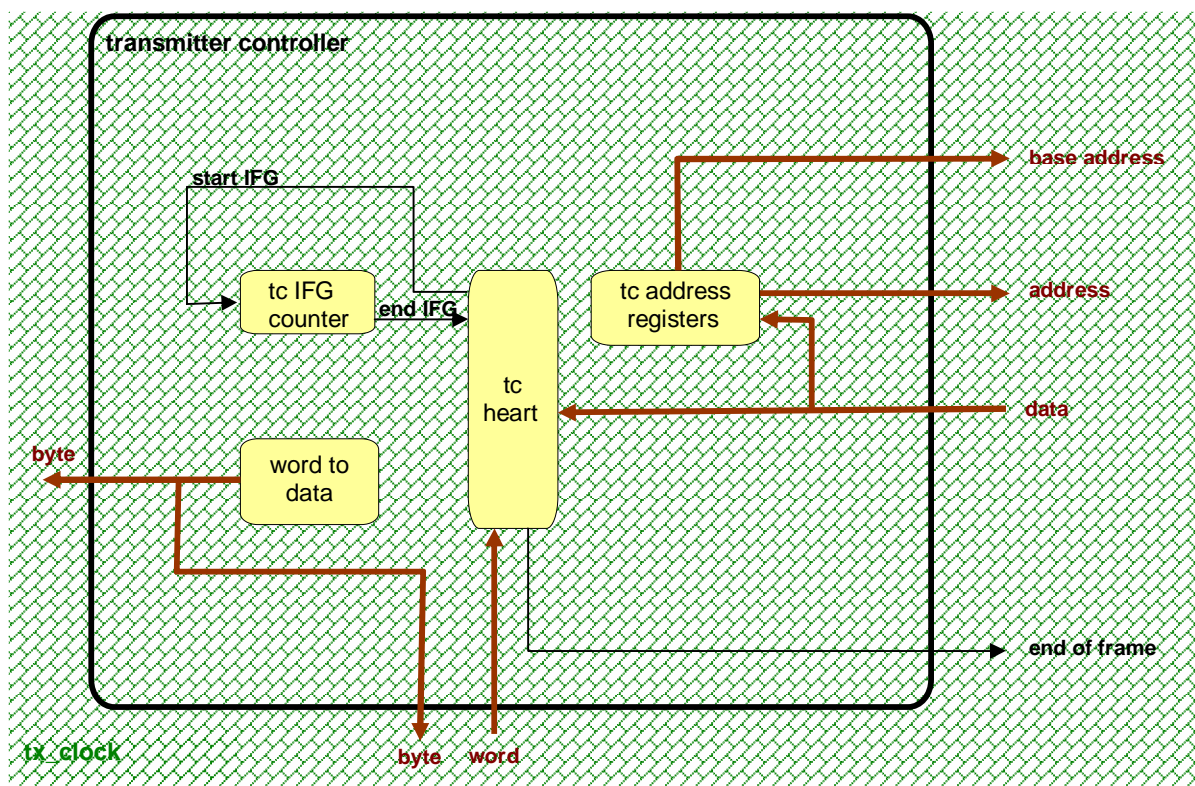 transmitter controller
base address
start IFG
tc IFG
counter
end IFG
tc address
registers
address
tc
heart
data
byte
word to
data
end of frame
tx_clock
byte
word